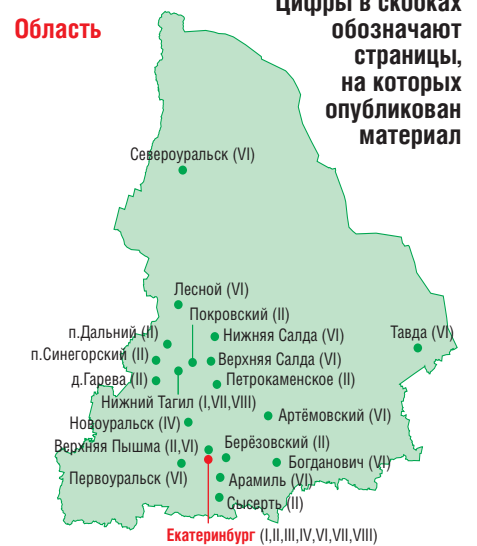 Цифры в скобках
обозначают
страницы,
на которых
опубликован
материал
Область
Североуральск (VI)
Лесной (VI)
Покровский (II)
п.Дальний (II)
Нижняя Салда (VI)
Тавда (VI)
п.Синегорский (II)
Верхняя Салда (VI)
д.Гарева (II)
Петрокаменское (II)
Нижний Тагил (I,VII,VIII)
Артёмовский (VI)
Новоуральск (IV)
Верхняя Пышма (II,VI)
Берёзовский (II)
Богданович (VI)
Первоуральск (VI)
Арамиль (VI)
Сысерть (II)
Екатеринбург (I,II,III,IV,VI,VII,VIII)